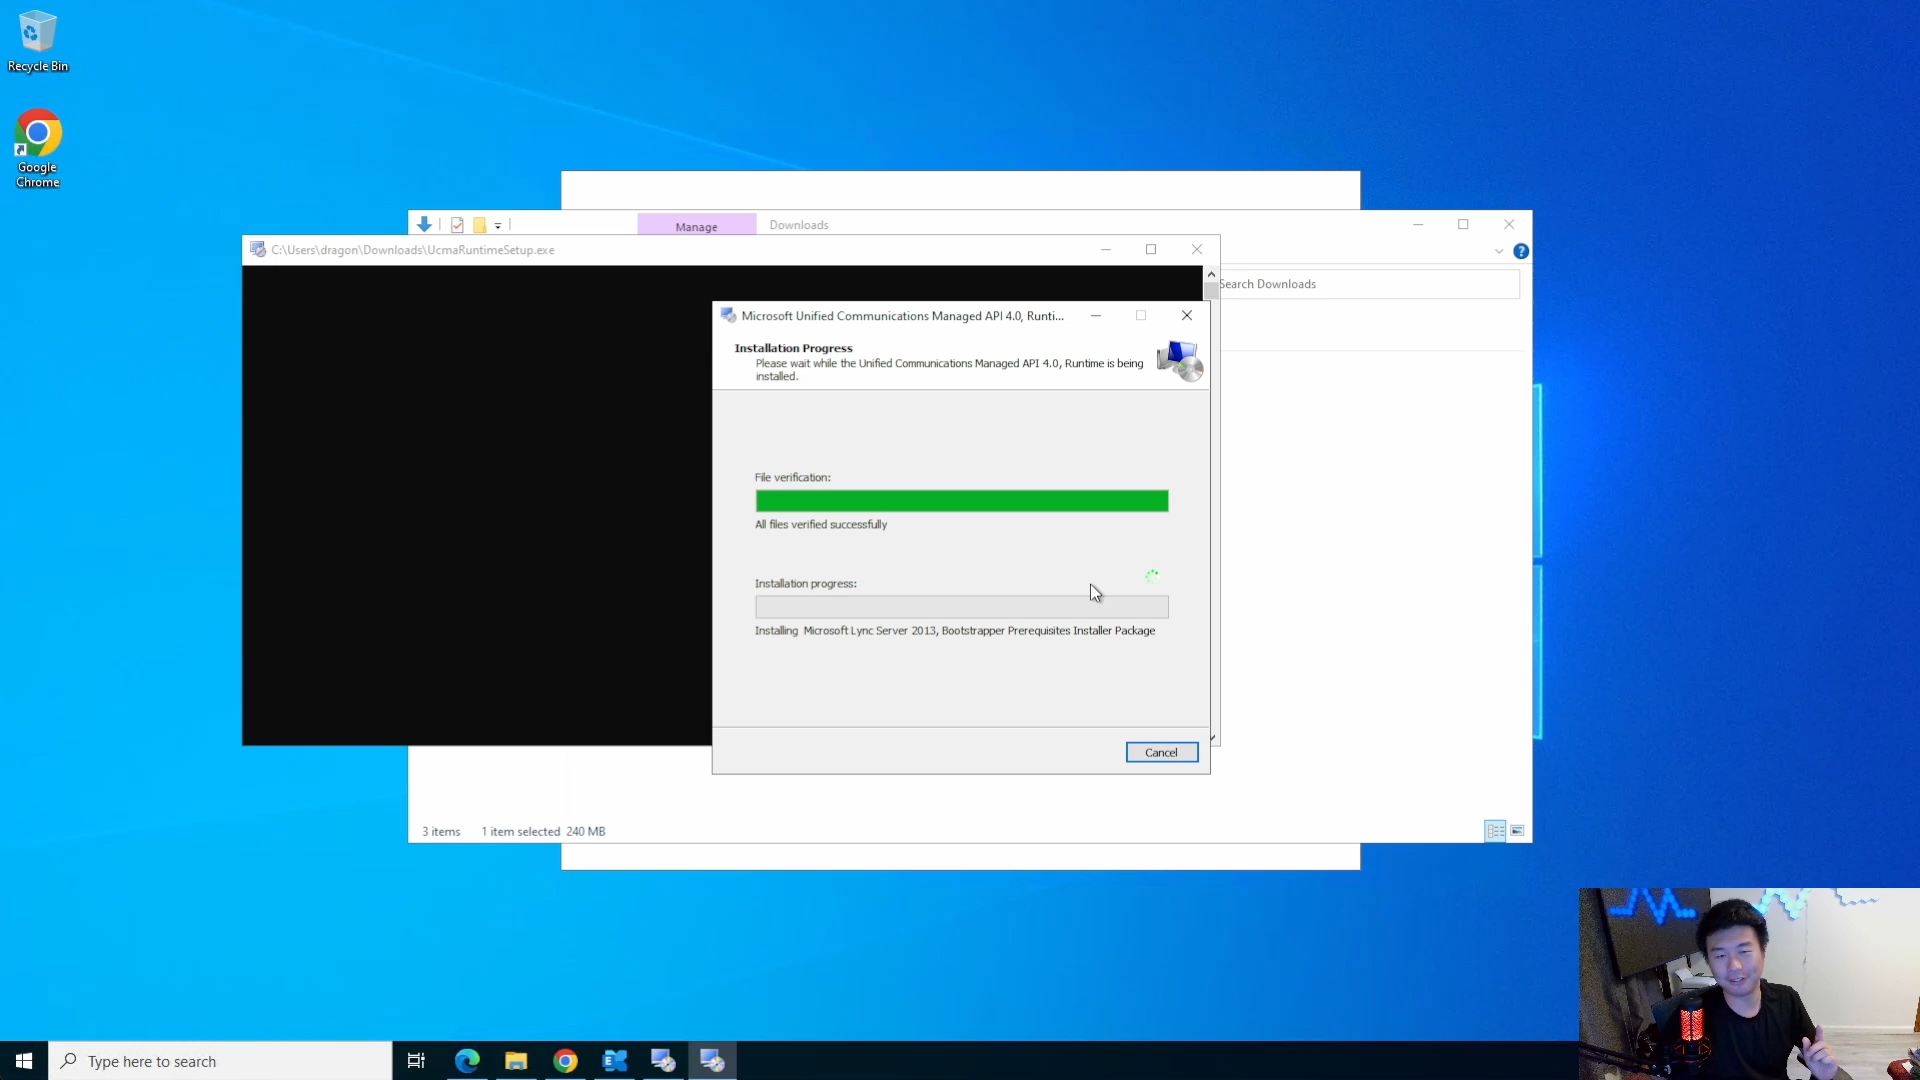 Recycle Bin
Google
Chrome
Manage
Downloads
C:\Users\dragon\Downloads\UcmaRuntimeSetup.exe
Search Downloads
Microsoft Unified Communications Managed API 4.0, Runti...
Installation Progress
Please wait while the Unified Communications Managed API 4.0, Runtime is being
installed.
File verification:
All files verified successfully
Installation progress:
Installing Microsoft Lync Server 2013, Bootstrapper Prerequisites Installer Package
Cancel
3 items 1 item selected 240 MB
Type here to search